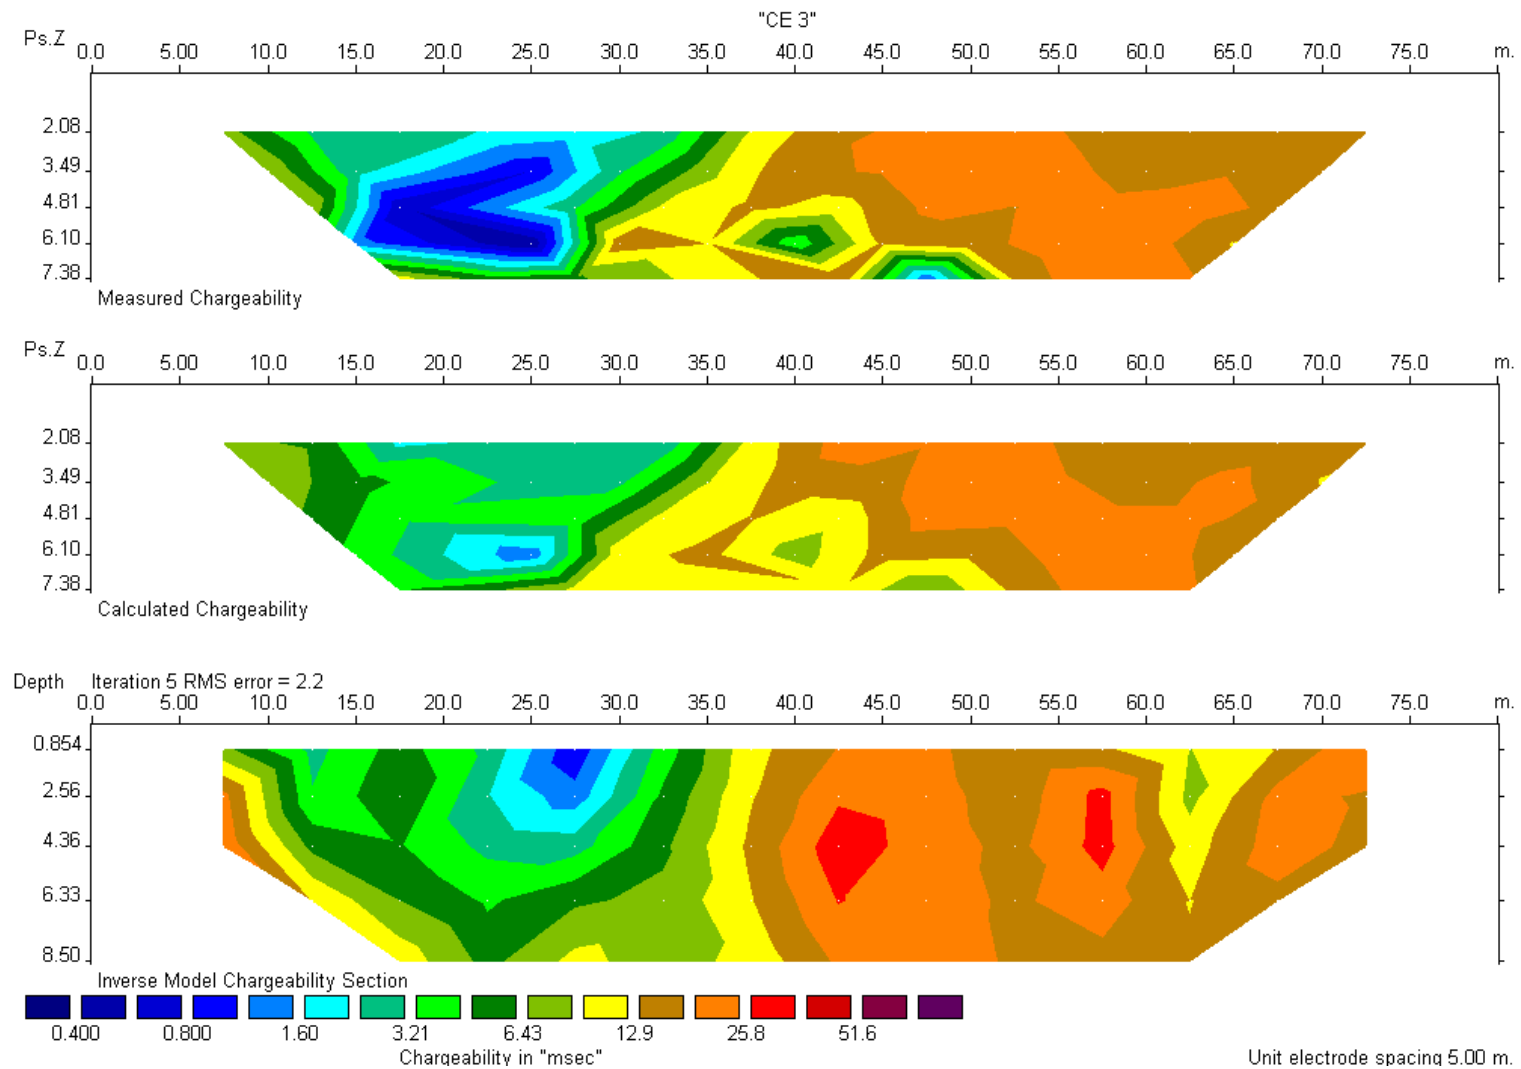 "CE 3"
Ps.Z 0.0 5.00 10.0 15.0 20.0 25.0 30.0 35.0 40.0 45.0 50.0 55.0 60.0 65.0 70.0 75.0 m.
2.08
3.49
4.81
6.10
7.38
Measured Chargeability
Ps.Z 0.0 5.00 10.0 15.0 20.0 25.0 30.0 35.0 40.0 45.0 50.0 55.0 60.0 65.0 70.0 75.0 m.
2.08
3.49
4.81
6.10
7.38
Calculated Chargeability
Depth Iteration 5 RMS error = 2.2
0.0 5.00 10.0 15.0 20.0 25.0 30.0 35.0 40.0 45.0 50.0 55.0 60.0 65.0 70.0 75.0 m.
0.854
2.56
4.36
6.33
8.50
Inverse Model Chargeability Section
0.400 0.800 1.60 3.21 6.43 12.9 25.8 51.6
Chargeability in "msec"
Unit electrode spacing 5.00 m.